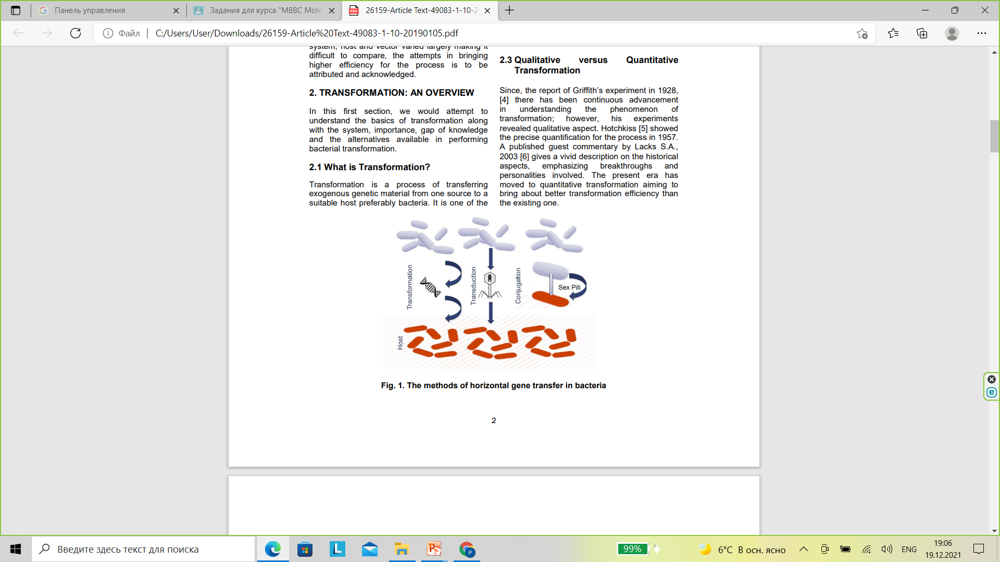 Панель управления
Задания для курса "MBBC Mole
26159-Article Text-49083-1-10-2
Файл
C:/Users/User/Downloads/26159-Article%20Text-49083-1-10-20190105.pdf
system, host and vector varied largely making it
difficult to compare, the attempts in bringing
higher efficiency for the process is to be
attributed and acknowledged.
2. TRANSFORMATION: AN OVERVIEW
In this first section, we would attempt to
understand the basics of transformation along
with the system, importance, gap of knowledge
and the alternatives available in performing
bacterial transformation.
2.1 What is Transformation?
Transformation is a process of transferring
exogenous genetic material from one source to a
suitable host preferably bacteria. It is one of the
2.3 Qualitative versus Quantitative
Transformation
Since, the report of Griffith's experiment in 1928,
[4] there has been continuous advancement
in understanding the phenomenon of
transformation; however, his experiments
revealed qualitative aspect. Hotchkiss [5] showed
the precise quantification for the process in 1957.
A published guest commentary by Lacks S.A.,
2003 [6] gives a vivid description on the historical
aspects, emphasizing breakthroughs and
personalities involved. The present era has
moved to quantitative transformation aiming to
bring about better transformation efficiency than
the existing one.
Transformation
Transduction
Conjugation
Sex Pili
Host
Fig. 1. The methods of horizontal gene transfer in bacteria
2
Введите здесь текст для поиска
99%
6°C В осн. ясно
ENG
19:06
19.12.2021